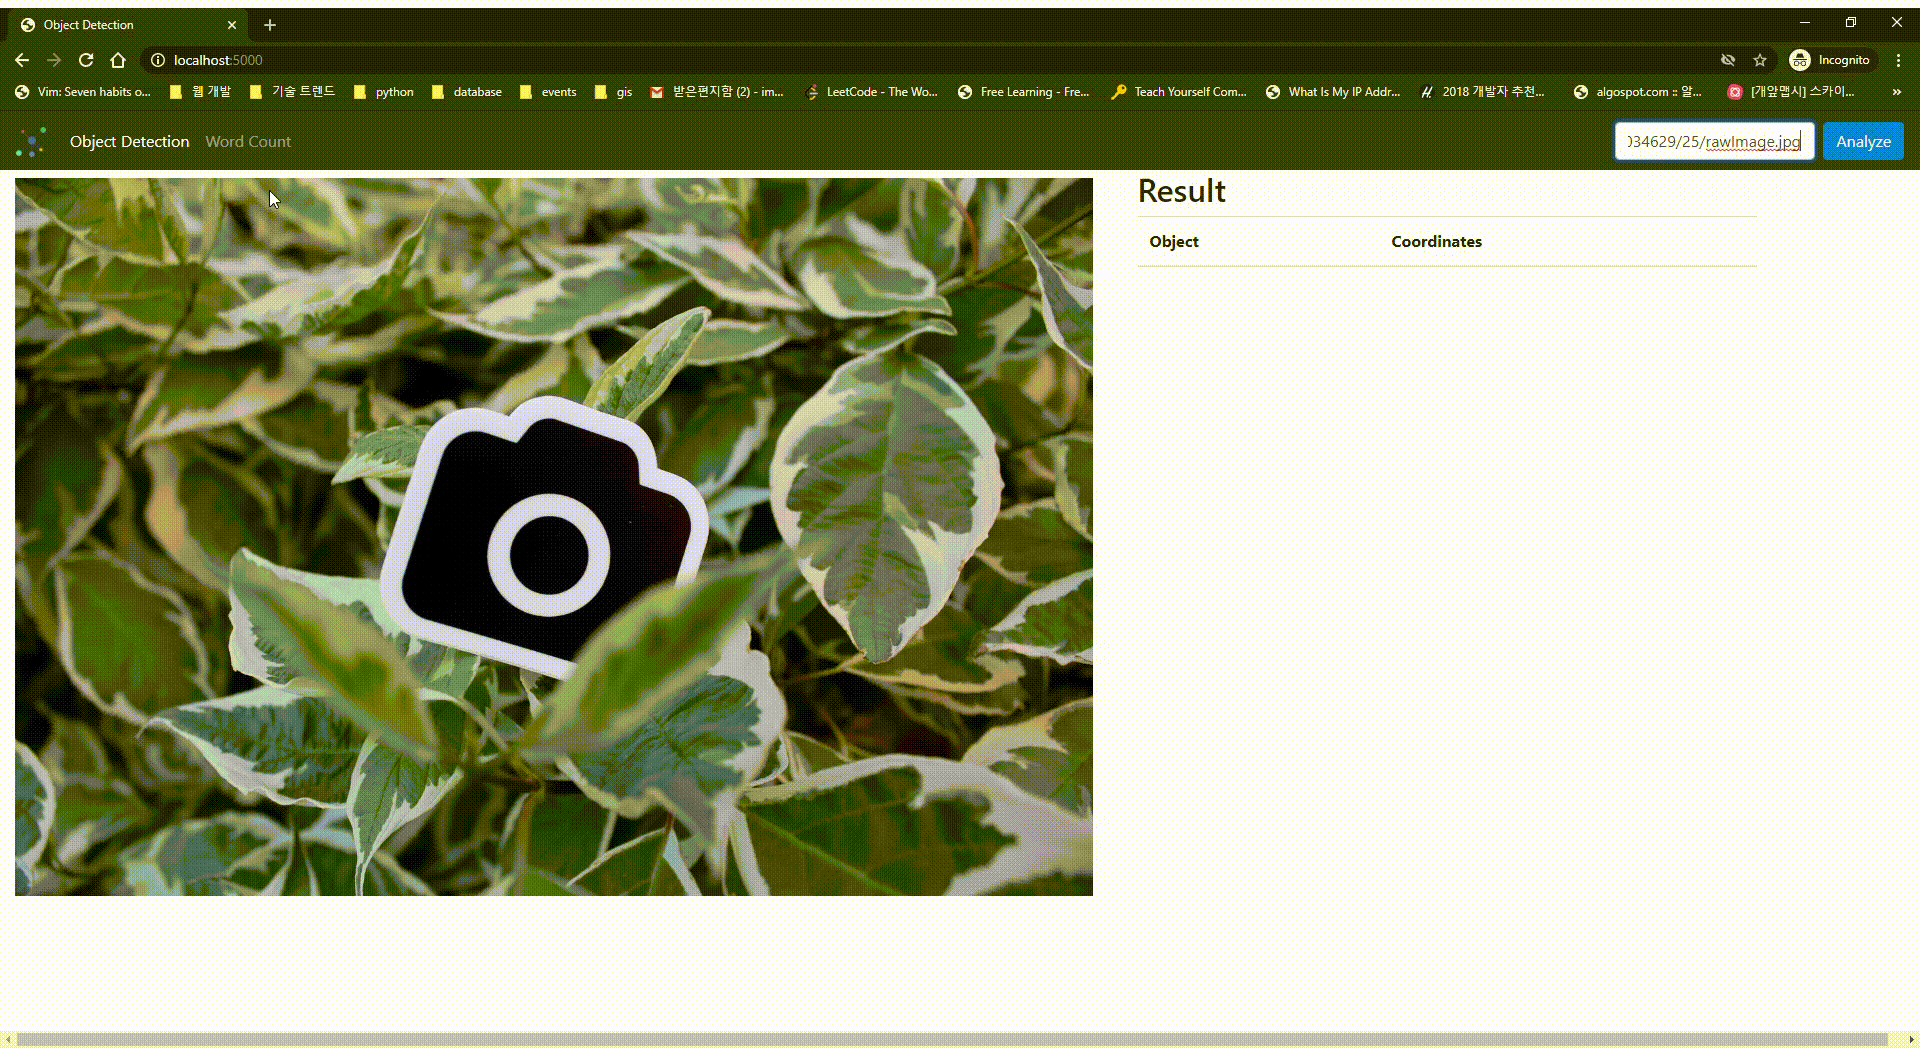 Object Detection
localhost:5000
Incognito
Vim: Seven habits o... 웹 개발 기술 트렌드 python database events gis 받은편지함 (2) - im... LeetCode - The Wo... Free Learning - Fre... Teach Yourself Com... What Is My IP Addr... 2018 개발자 추천... algospot.com :: 알... [개앞맵시] 스카이... »
Object Detection Word Count 034629/25/rawImage.jpg Analyze
Result
Object Coordinates